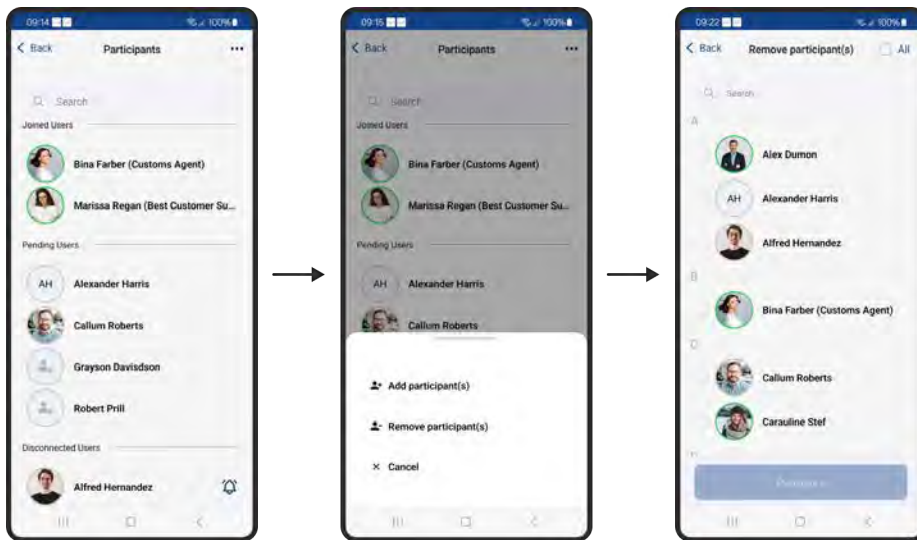 09:14
100%
Back
Participants
Search
Joined Users
Bina Farber (Customs Agent)
Marissa Regan (Best Customer Su...
Pending Users
AH
Alexander Harris
Callum Roberts
Grayson Davisdson
Robert Prill
Disconnected Users
Alfred Hernandez
09:15
100%
Back
Participants
Search
Joined Users
Bina Farber (Customs Agent)
Marissa Regan (Best Customer Su...
Pending Users
AH
Alexander Harris
Callum Roberts
Add participant(s)
Remove participant(s)
Cancel
09:22
100%
Back
Remove participant(s)
All
Search
A
Alex Dumon
AH
Alexander Harris
Alfred Hernandez
B
Bina Farber (Customs Agent)
C
Callum Roberts
Carauline Stef